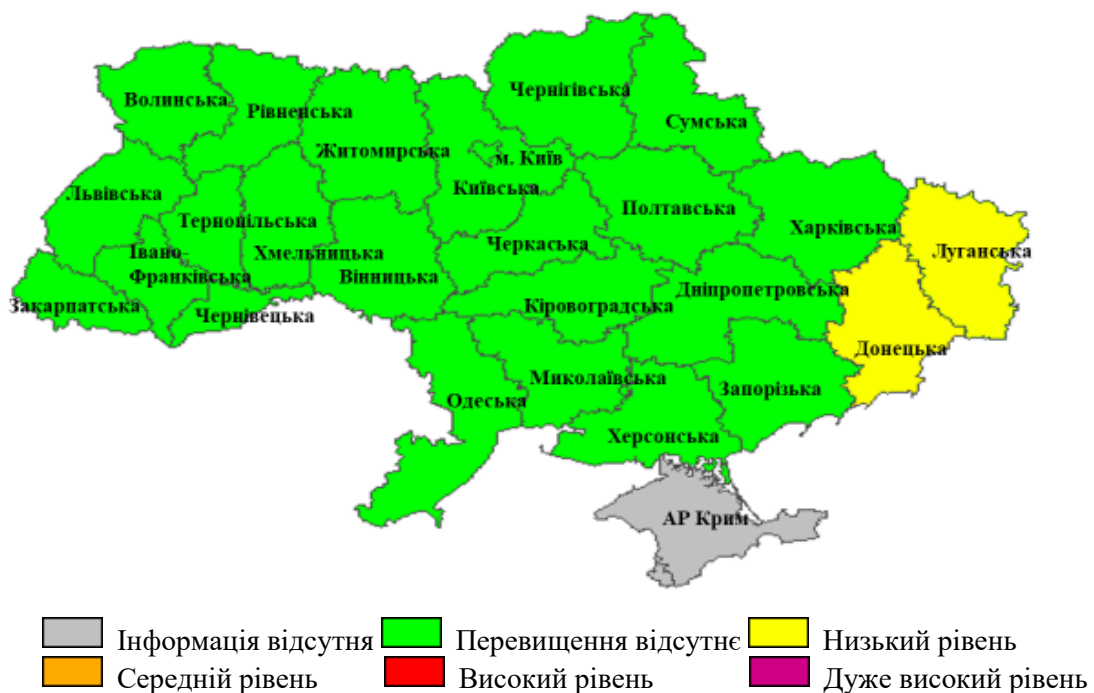 Чернігівська
Волинська
Рівненська
Сумська
Житомирська
м. Київ
Київська
Львівська
Полтавська
Тернопільська
Харківська
Хмельницька
Черкаська
Луганська
Івано-
Франківська
Вінницька
Дніпропетровська
Закарпатська
Чернівецька
Кіровоградська
Донецька
Миколаївська
Запорізька
Одеська
Херсонська
АР Крим
Інформація відсутня Перевищення відсутнє Низький рівень
Середній рівень Високий рівень Дуже високий рівень